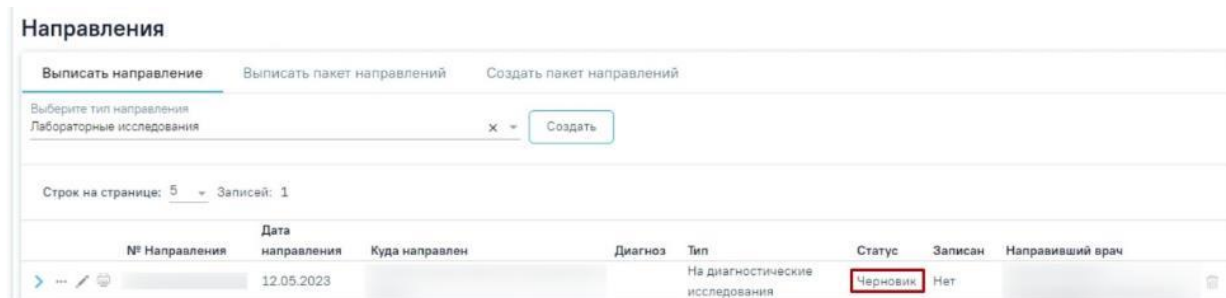 Направления
Выписать направление Выписать пакет направлений Создать пакет направлений
Выберите тип направления
Лабораторные исследования × Создать
Строк на странице: 5 Записей: 1
№ Направления Дата направления Куда направлен Диагноз Тип Статус Записан Направивший врач
12.05.2023 На диагностические исследования Черновик Нет